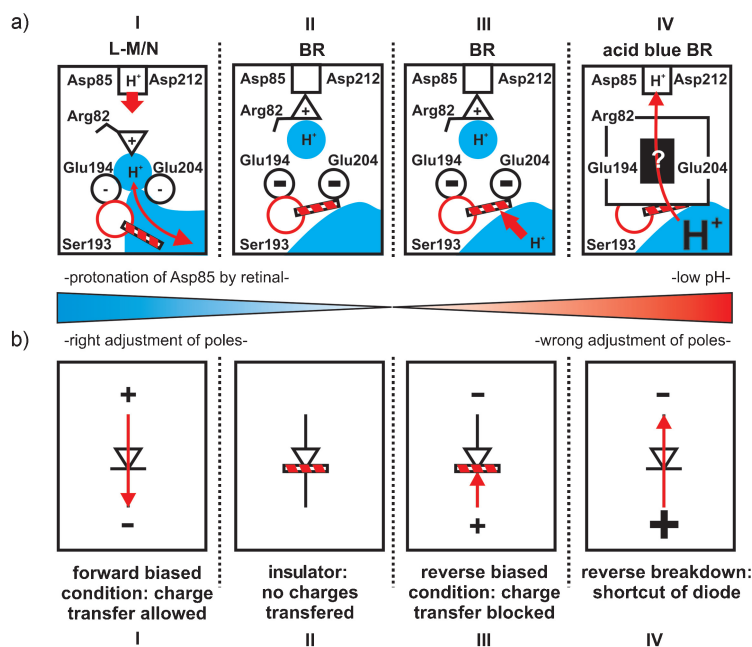 a)
I
II
III
IV
L-M/N
BR
BR
acid blue BR
Asp85
H+
Asp212
Arg82
+
H+
Glu194
Glu204
-
-
Ser193
Asp85
Asp212
Arg82
+
H+
Glu194
Glu204
-
-
Ser193
Asp85
Asp212
Arg82
+
H+
Glu194
Glu204
-
-
Ser193
H+
Asp85
H+
Asp212
Arg82
?
Glu194
Glu204
Ser193
H+
-protonation of Asp85 by retinal-
-low pH-
b)
-right adjustment of poles-
-wrong adjustment of poles-
+
-
-
+
-
+
forward biased
condition: charge
transfer allowed
insulator:
no charges
transfered
reverse biased
condition: charge
transfer blocked
reverse breakdown:
shortcut of diode
I
II
III
IV